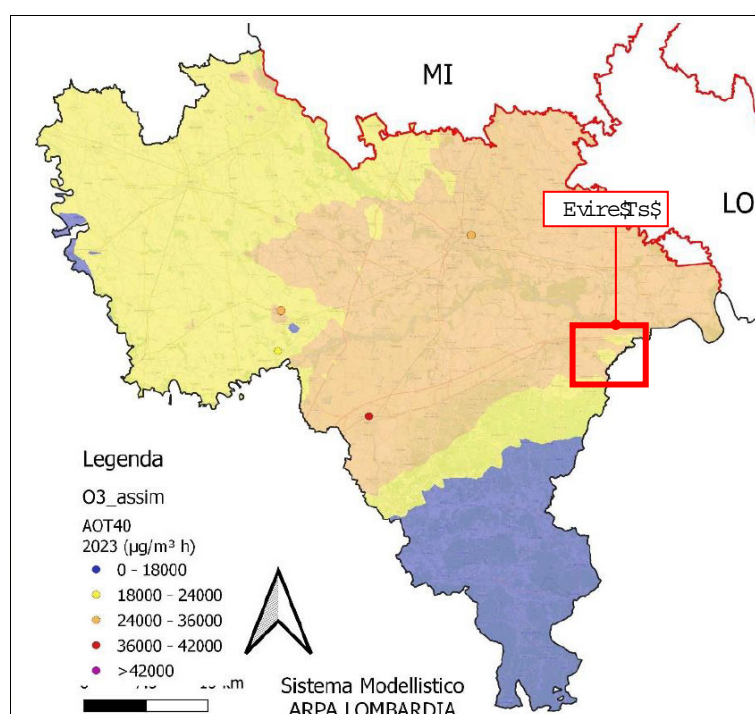 MI
LO
Evire$Ts$
Legenda
O3_assim
AOT40
2023 (µg/m³ h)
0 - 18000
18000 - 24000
24000 - 36000
36000 - 42000
>42000
km
Sistema Modellistico
ARPA LOMBARDIA